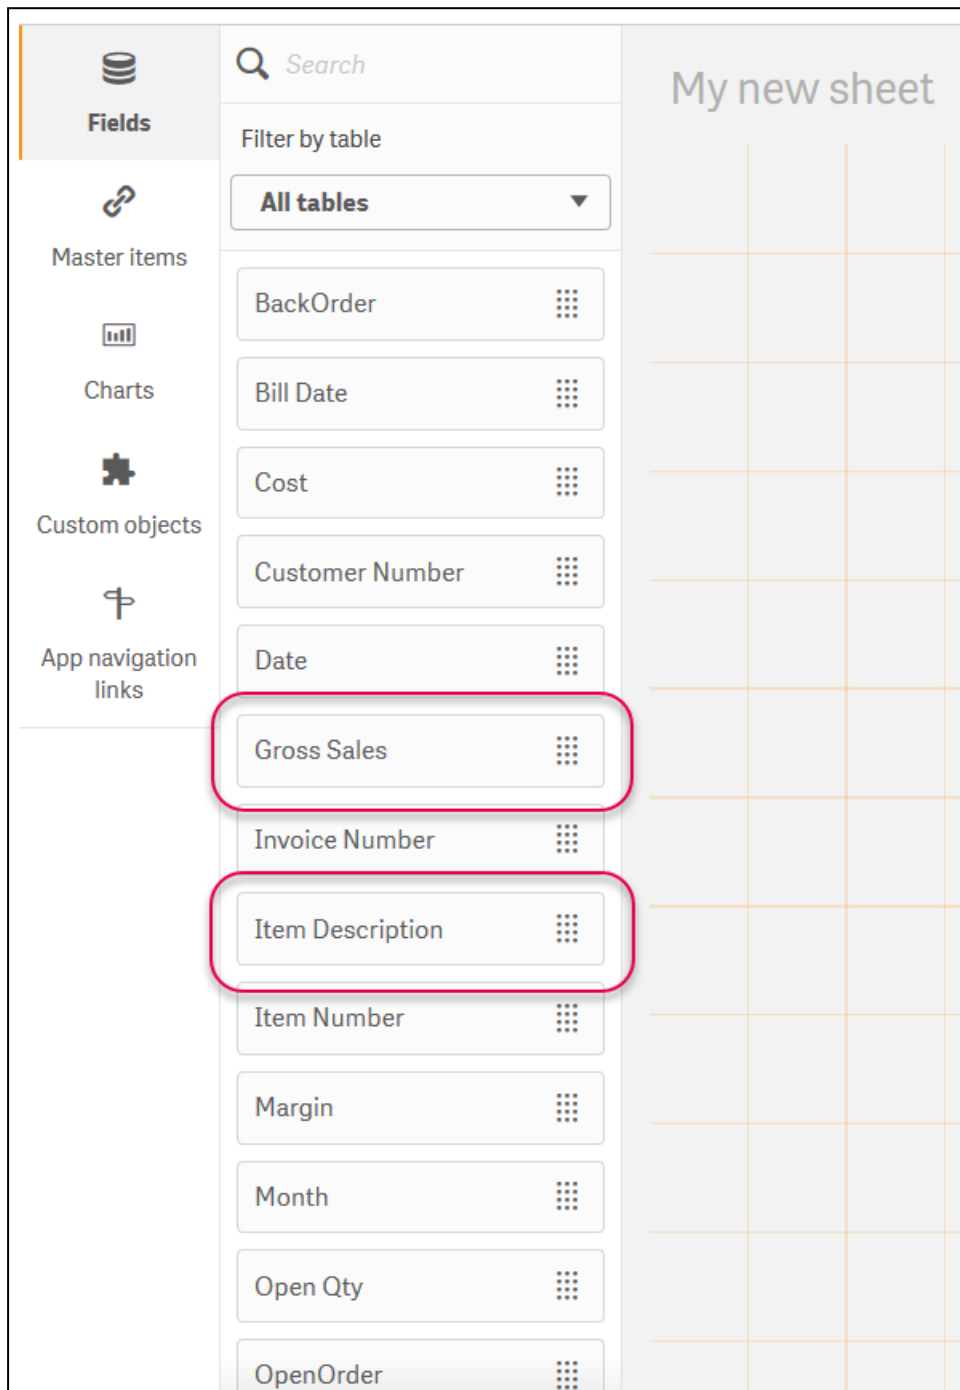 Fields
Master items
Charts
Custom objects
App navigation
links
Search
Filter by table
All tables
BackOrder
Bill Date
Cost
Customer Number
Date
Gross Sales
Invoice Number
Item Description
Item Number
Margin
Month
Open Qty
OpenOrder
My new sheet